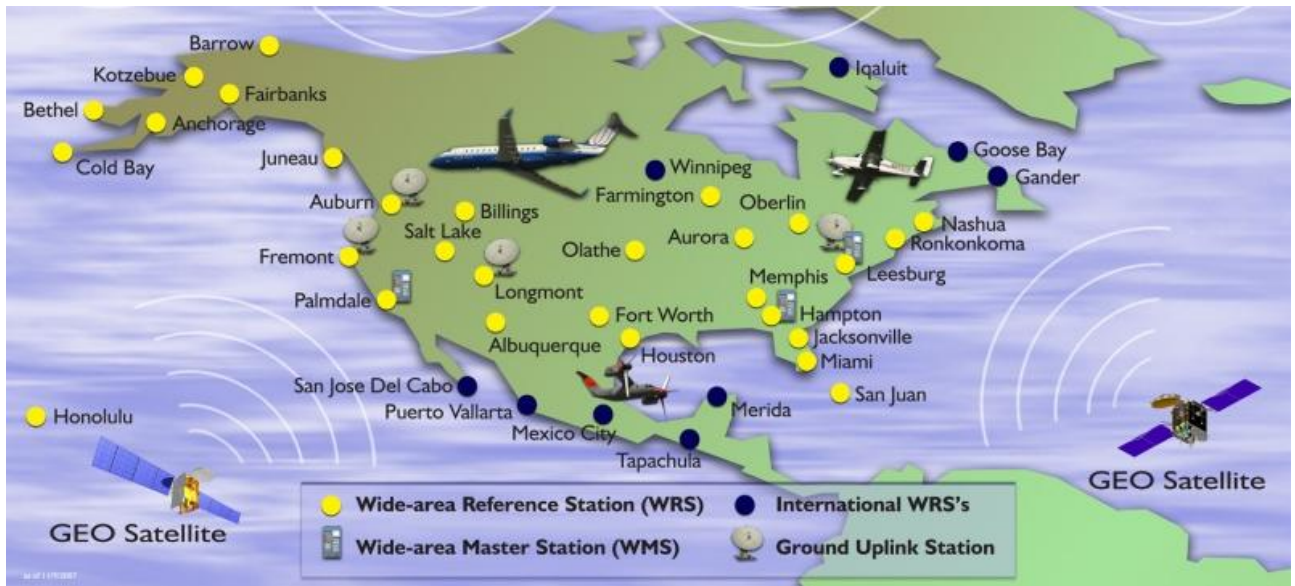 Barrow
Kotzebue
Iqaluit
Bethel
Fairbanks
Anchorage
Cold Bay
Juneau
Goose Bay
Winnipeg
Gander
Farmington
Auburn
Billings
Oberlin
Nashua
Salt Lake
Olathe
Aurora
Ronkonkoma
Fremont
Leesburg
Longmont
Memphis
Palmdale
Fort Worth
Hampton
Albuquerque
Jacksonville
Houston
Miami
San Jose Del Cabo
San Juan
Puerto Vallarta
Merida
Honolulu
Mexico City
Tapachula
GEO Satellite
GEO Satellite
Wide-area Reference Station (WRS)
International WRS's
Wide-area Master Station (WMS)
Ground Uplink Station